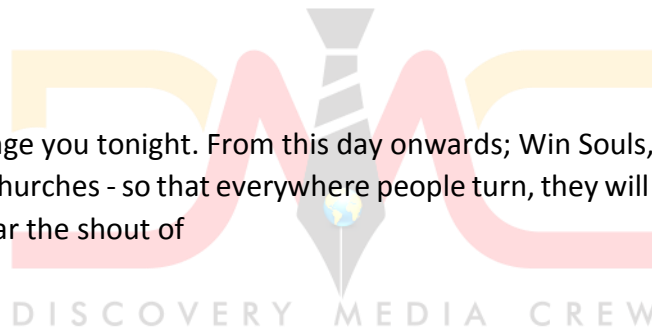 nge you tonight. From this day onwards; Win Souls,
hurches - so that everywhere people turn, they will
ar the shout of
DISCOVERY MEDIA CREW